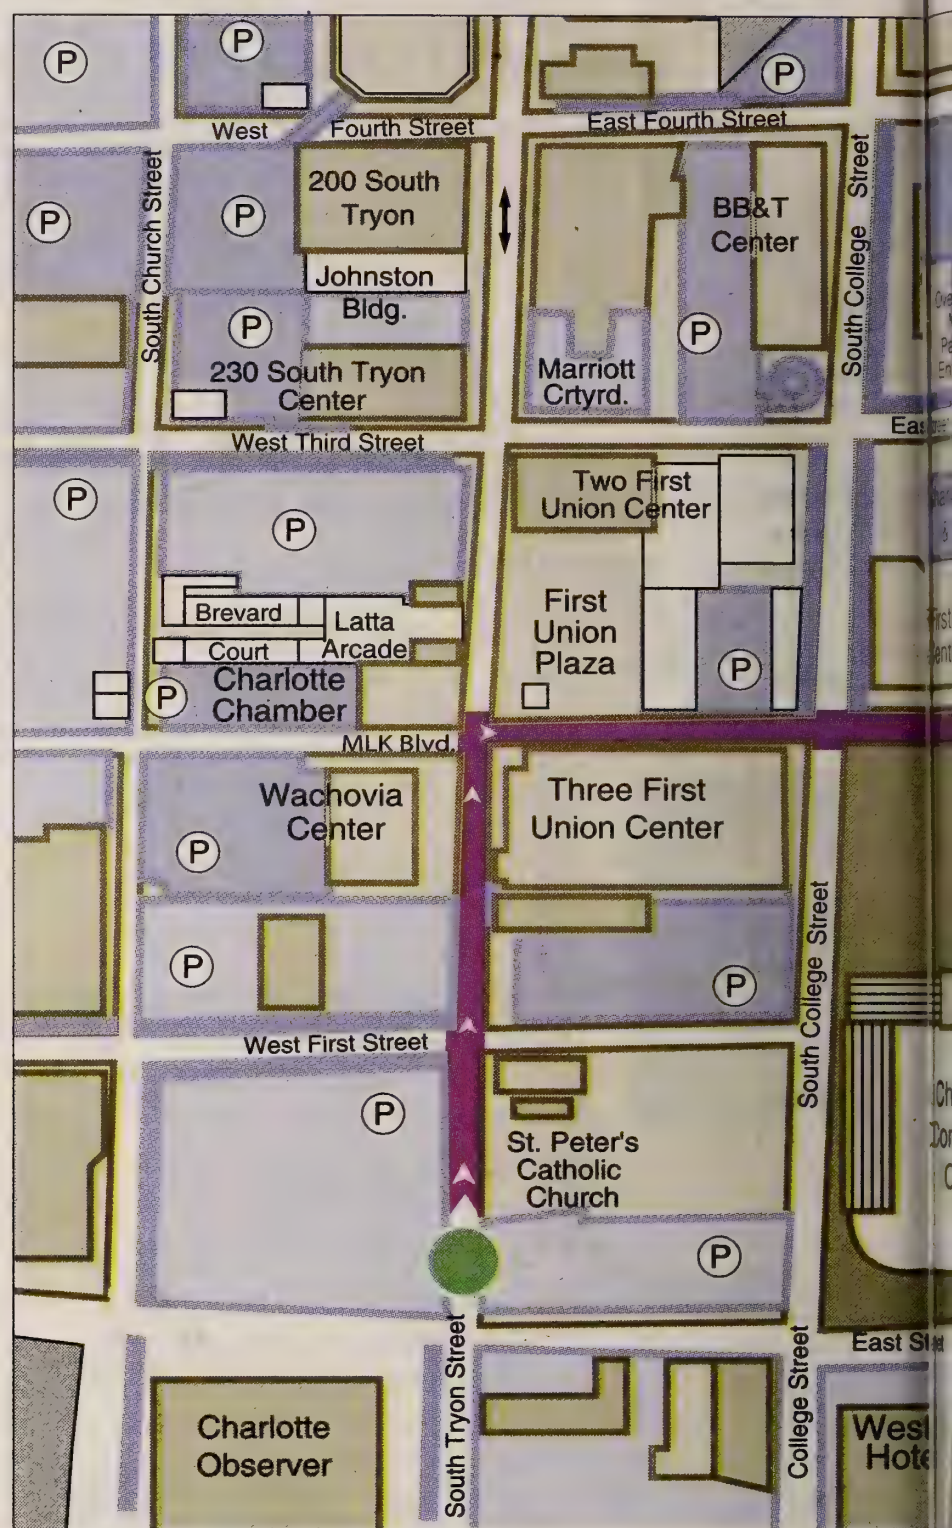 P
P
P
West
Fourth Street
East Fourth Street
South Church Street
P
P
200 South
Tryon
BB&T
Center
South College Street
Johnston
Bldg.
P
P
230 South Tryon
Center
Marriott
Crtyrd.
West Third Street
P
P
Two First
Union Center
Brevard
Court
Latta
Arcade
First
Union
Plaza
P
P
Charlotte
Chamber
MLK Blvd.
Wachovia
Center
P
Three First
Union Center
P
P
South College Street
West First Street
P
St. Peter's
Catholic
Church
P
South Tryon Street
College Street
East
Charlotte
Observer
West